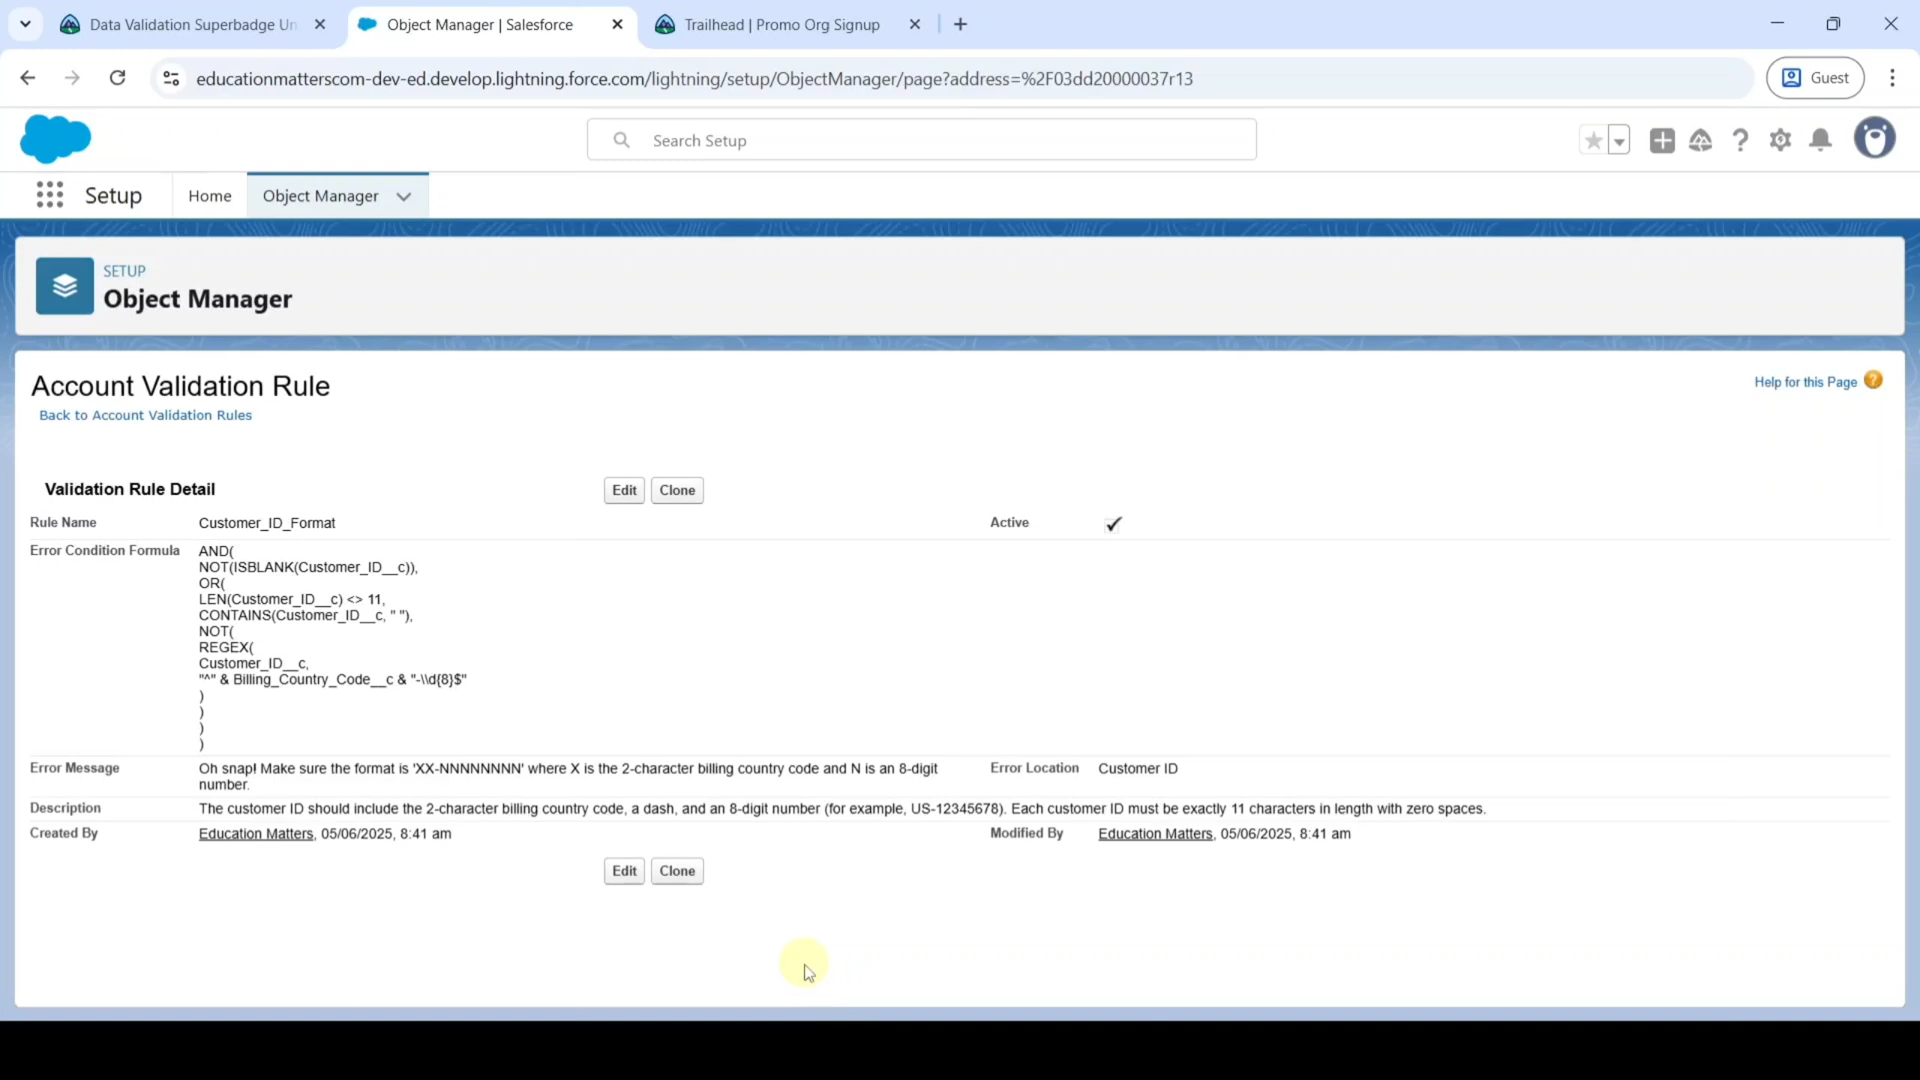 Data Validation Superbadge Un
Object Manager | Salesforce
Trailhead | Promo Org Signup
educationmatterscom-dev-ed.develop.lightning.force.com/lightning/setup/ObjectManager/page?address=%2F03dd20000037r13
Guest
Search Setup
Setup
Home
Object Manager
SETUP
Object Manager
Account Validation Rule
Help for this Page
Back to Account Validation Rules
Validation Rule Detail
Edit
Clone
Rule Name
Customer_ID_Format
Active
Error Condition Formula
AND(
NOT(ISBLANK(Customer_ID__c)),
OR(
LEN(Customer_ID__c) <> 11,
CONTAINS(Customer_ID__c, " "),
NOT(
REGEX(
Customer_ID__c,
"^" & Billing_Country_Code__c & "-\\d{8}$"
)
)
)
)
Error Message
Oh snap! Make sure the format is 'XX-NNNNNNNN' where X is the 2-character billing country code and N is an 8-digit
number.
Error Location
Customer ID
Description
The customer ID should include the 2-character billing country code, a dash, and an 8-digit number (for example, US-12345678). Each customer ID must be exactly 11 characters in length with zero spaces.
Created By
Education Matters, 05/06/2025, 8:41 am
Modified By
Education Matters, 05/06/2025, 8:41 am
Edit
Clone